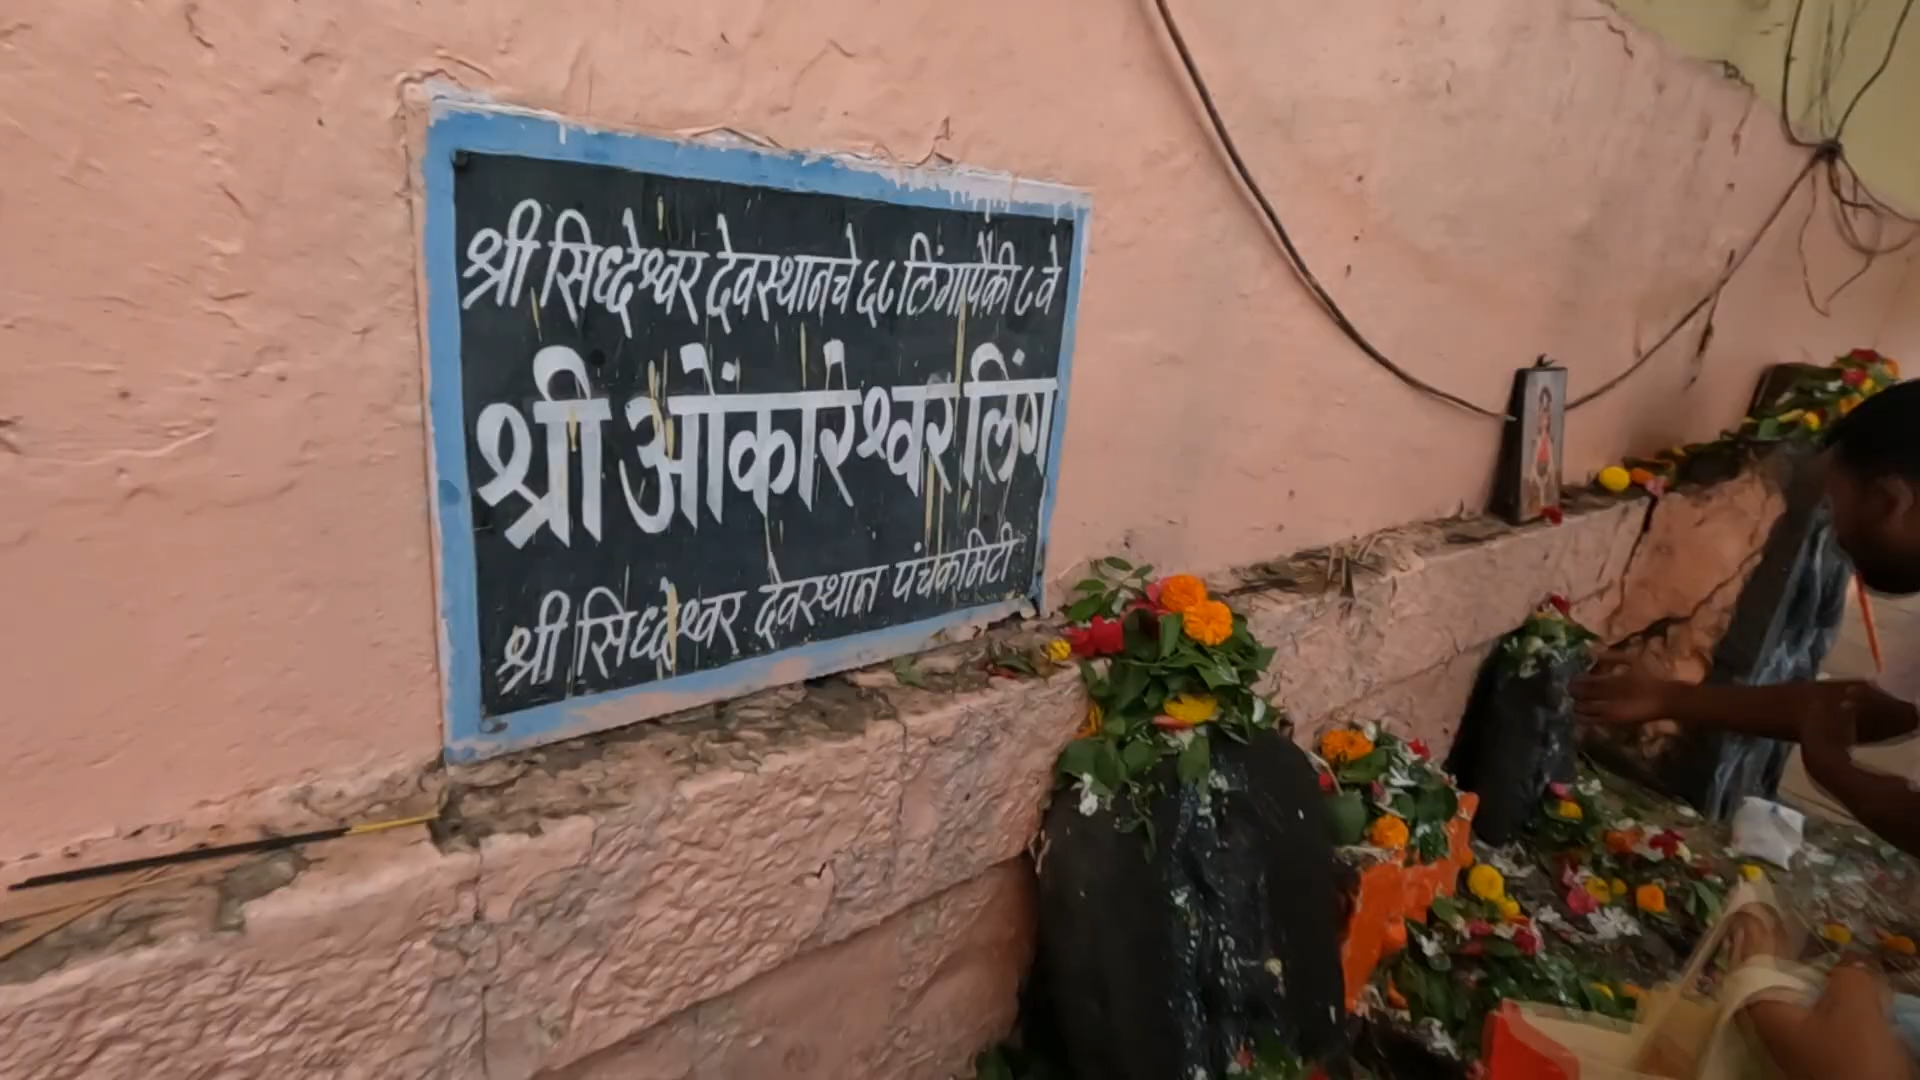 श्री सिध्देश्वर देवस्थानचे ६८ लिंगापैकी ८ वे
श्री ओंकारेश्वर लिंग
श्री सिध्देश्वर देवस्थान पंचकमिटी